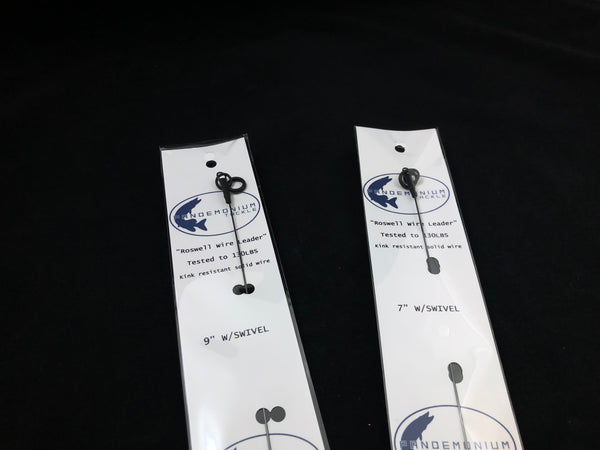 PANDEMONIUM
TACKLE
"Roswell Wire Leader"
Tested to 130LBS
Kink resistant solid wire
9" W/SWIVEL
PANDEMONIUM
TACKLE
"Roswell Wire Leader"
Tested to 130LBS
Kink resistant solid wire
7" W/SWIVEL
PANDEMONIUM